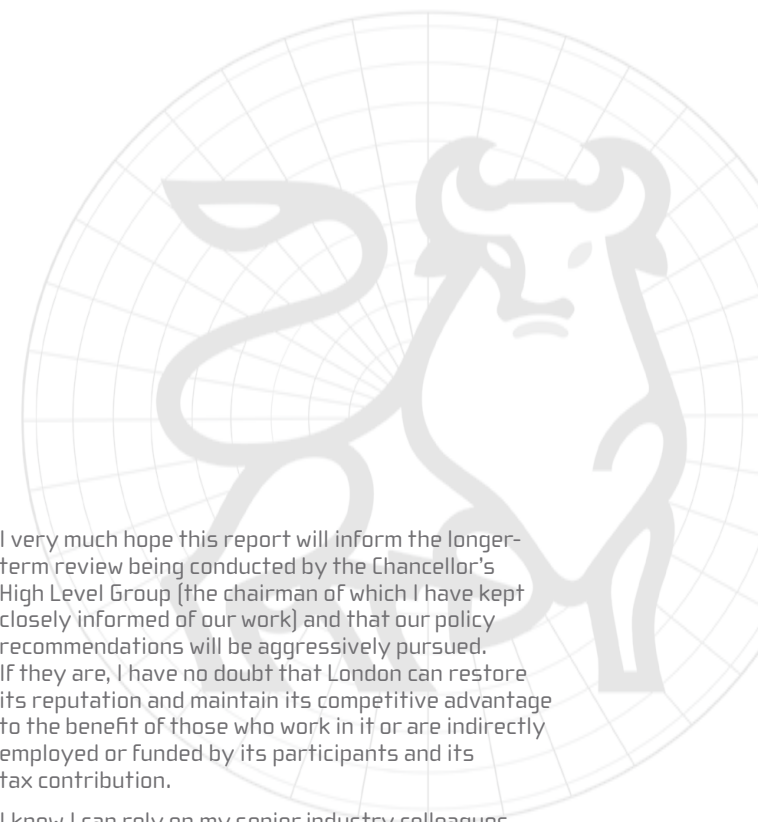 I very much hope this report will inform the longer-
term review being conducted by the Chancellor's
High Level Group (the chairman of which I have kept
closely informed of our work) and that our policy
recommendations will be aggressively pursued.
If they are, I have no doubt that London can restore
its reputation and maintain its competitive advantage
to the benefit of those who work in it or are indirectly
employed or funded by its participants and its
tax contribution.
I know I can rely on my senior industry colleagues